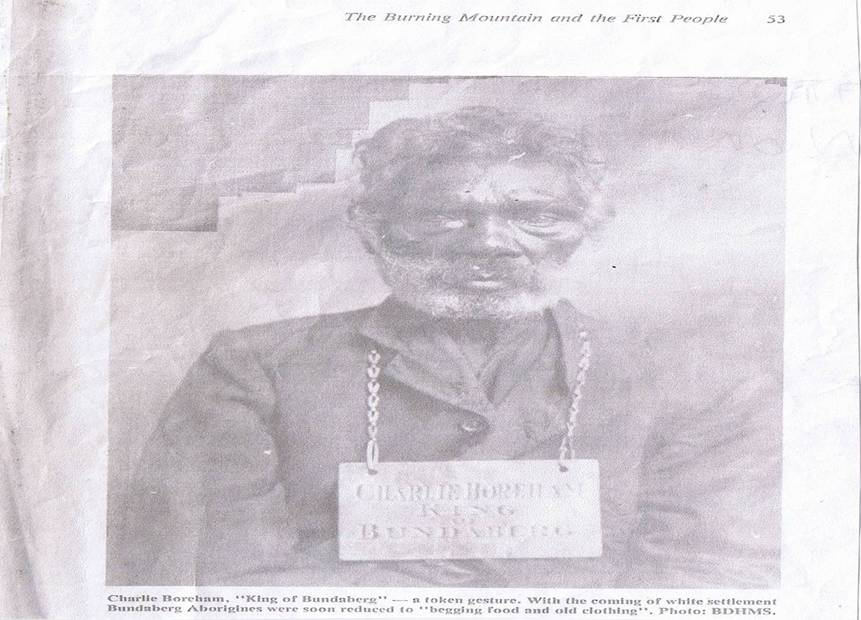 The Burning Mountain and the First People 53
CHARLIE BOREHAM
KING
OF
BUNDABERG
Charlie Boreham, "King of Bundaberg" — a token gesture. With the coming of white settlement
Bundaberg Aborigines were soon reduced to "begging food and old clothing". Photo: BDHMS.